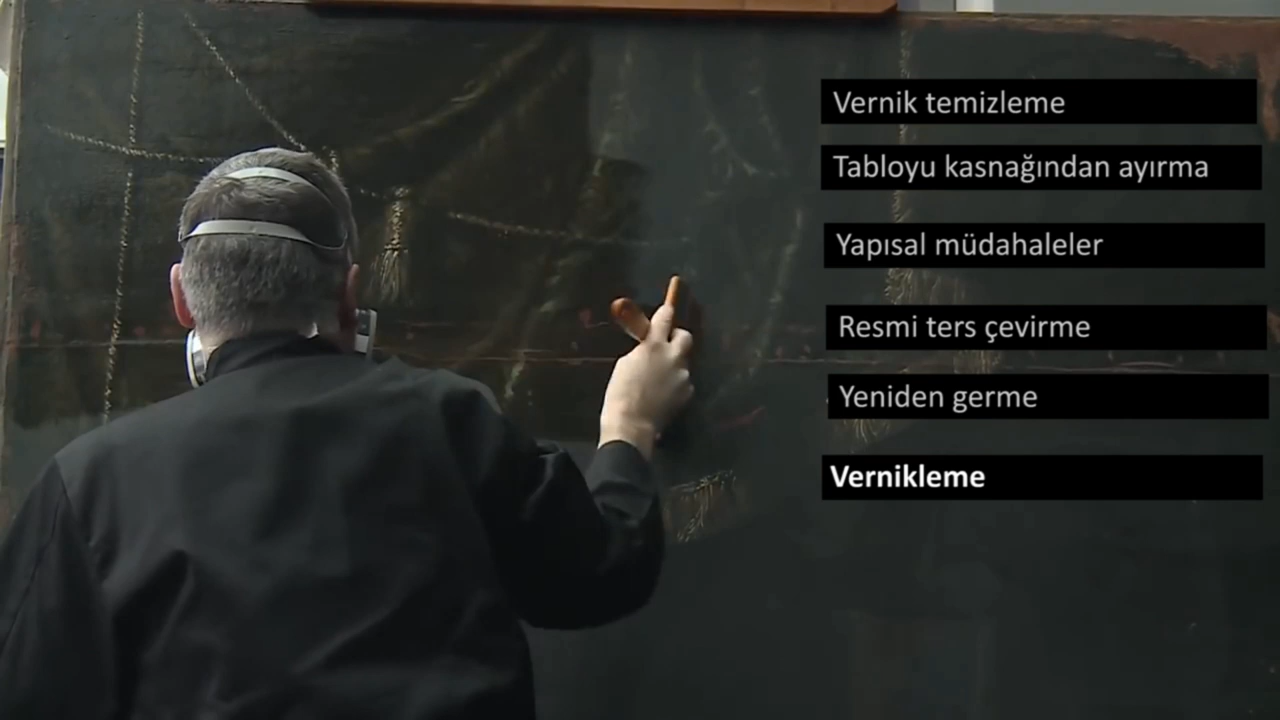 Vernik temizleme
Tabloyu kasnağından ayırma
Yapısal müdahaleler
Resmi ters çevirme
Yeniden germe
Vernikleme